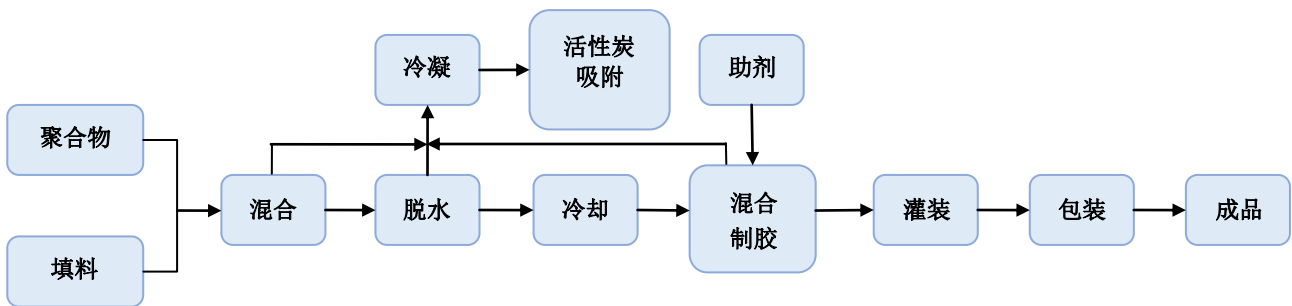 活性炭
吸附
冷凝
助剂
聚合物
混合
脱水
冷却
混合
制胶
灌装
包装
成品
填料